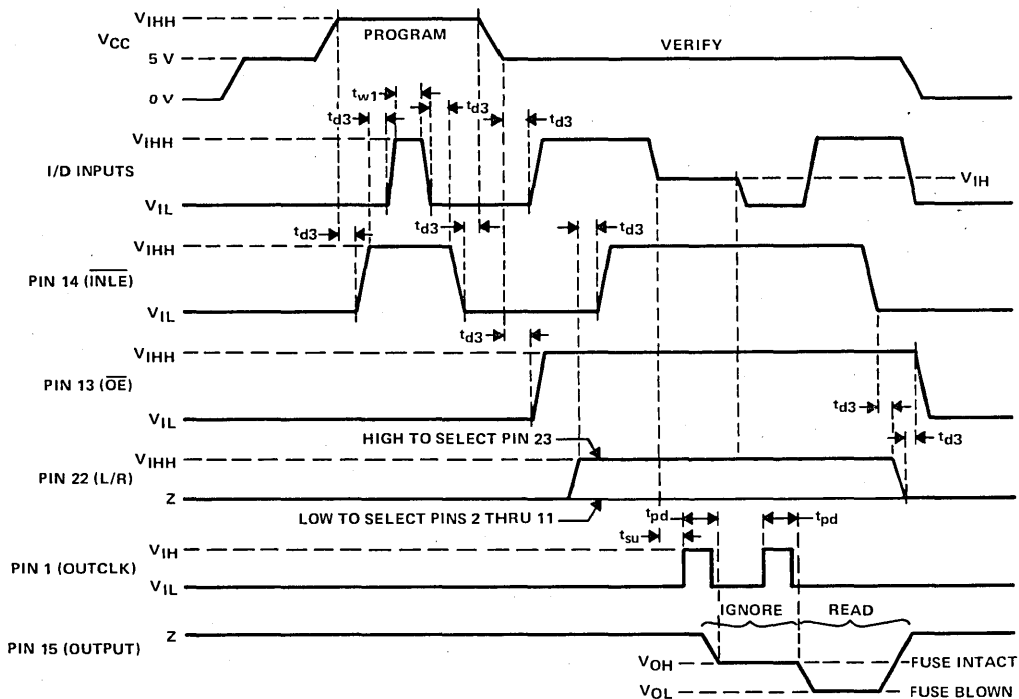 VIHH
VCC
5 V
0 V
PROGRAM
VERIFY
tw1
td3
td3
td3
VIHH
I/D INPUTS
VIL
VIH
td3
td3
td3
VIHH
PIN 14 (INLE)
VIL
td3
VIHH
PIN 13 (OE)
VIL
td3
td3
HIGH TO SELECT PIN 23
VIHH
PIN 22 (L/R)
Z
LOW TO SELECT PINS 2 THRU 11
tpd
tpd
tsu
VIH
PIN 1 (OUTCLK)
VIL
IGNORE
READ
Z
PIN 15 (OUTPUT)
VOH
FUSE INTACT
VOL
FUSE BLOWN